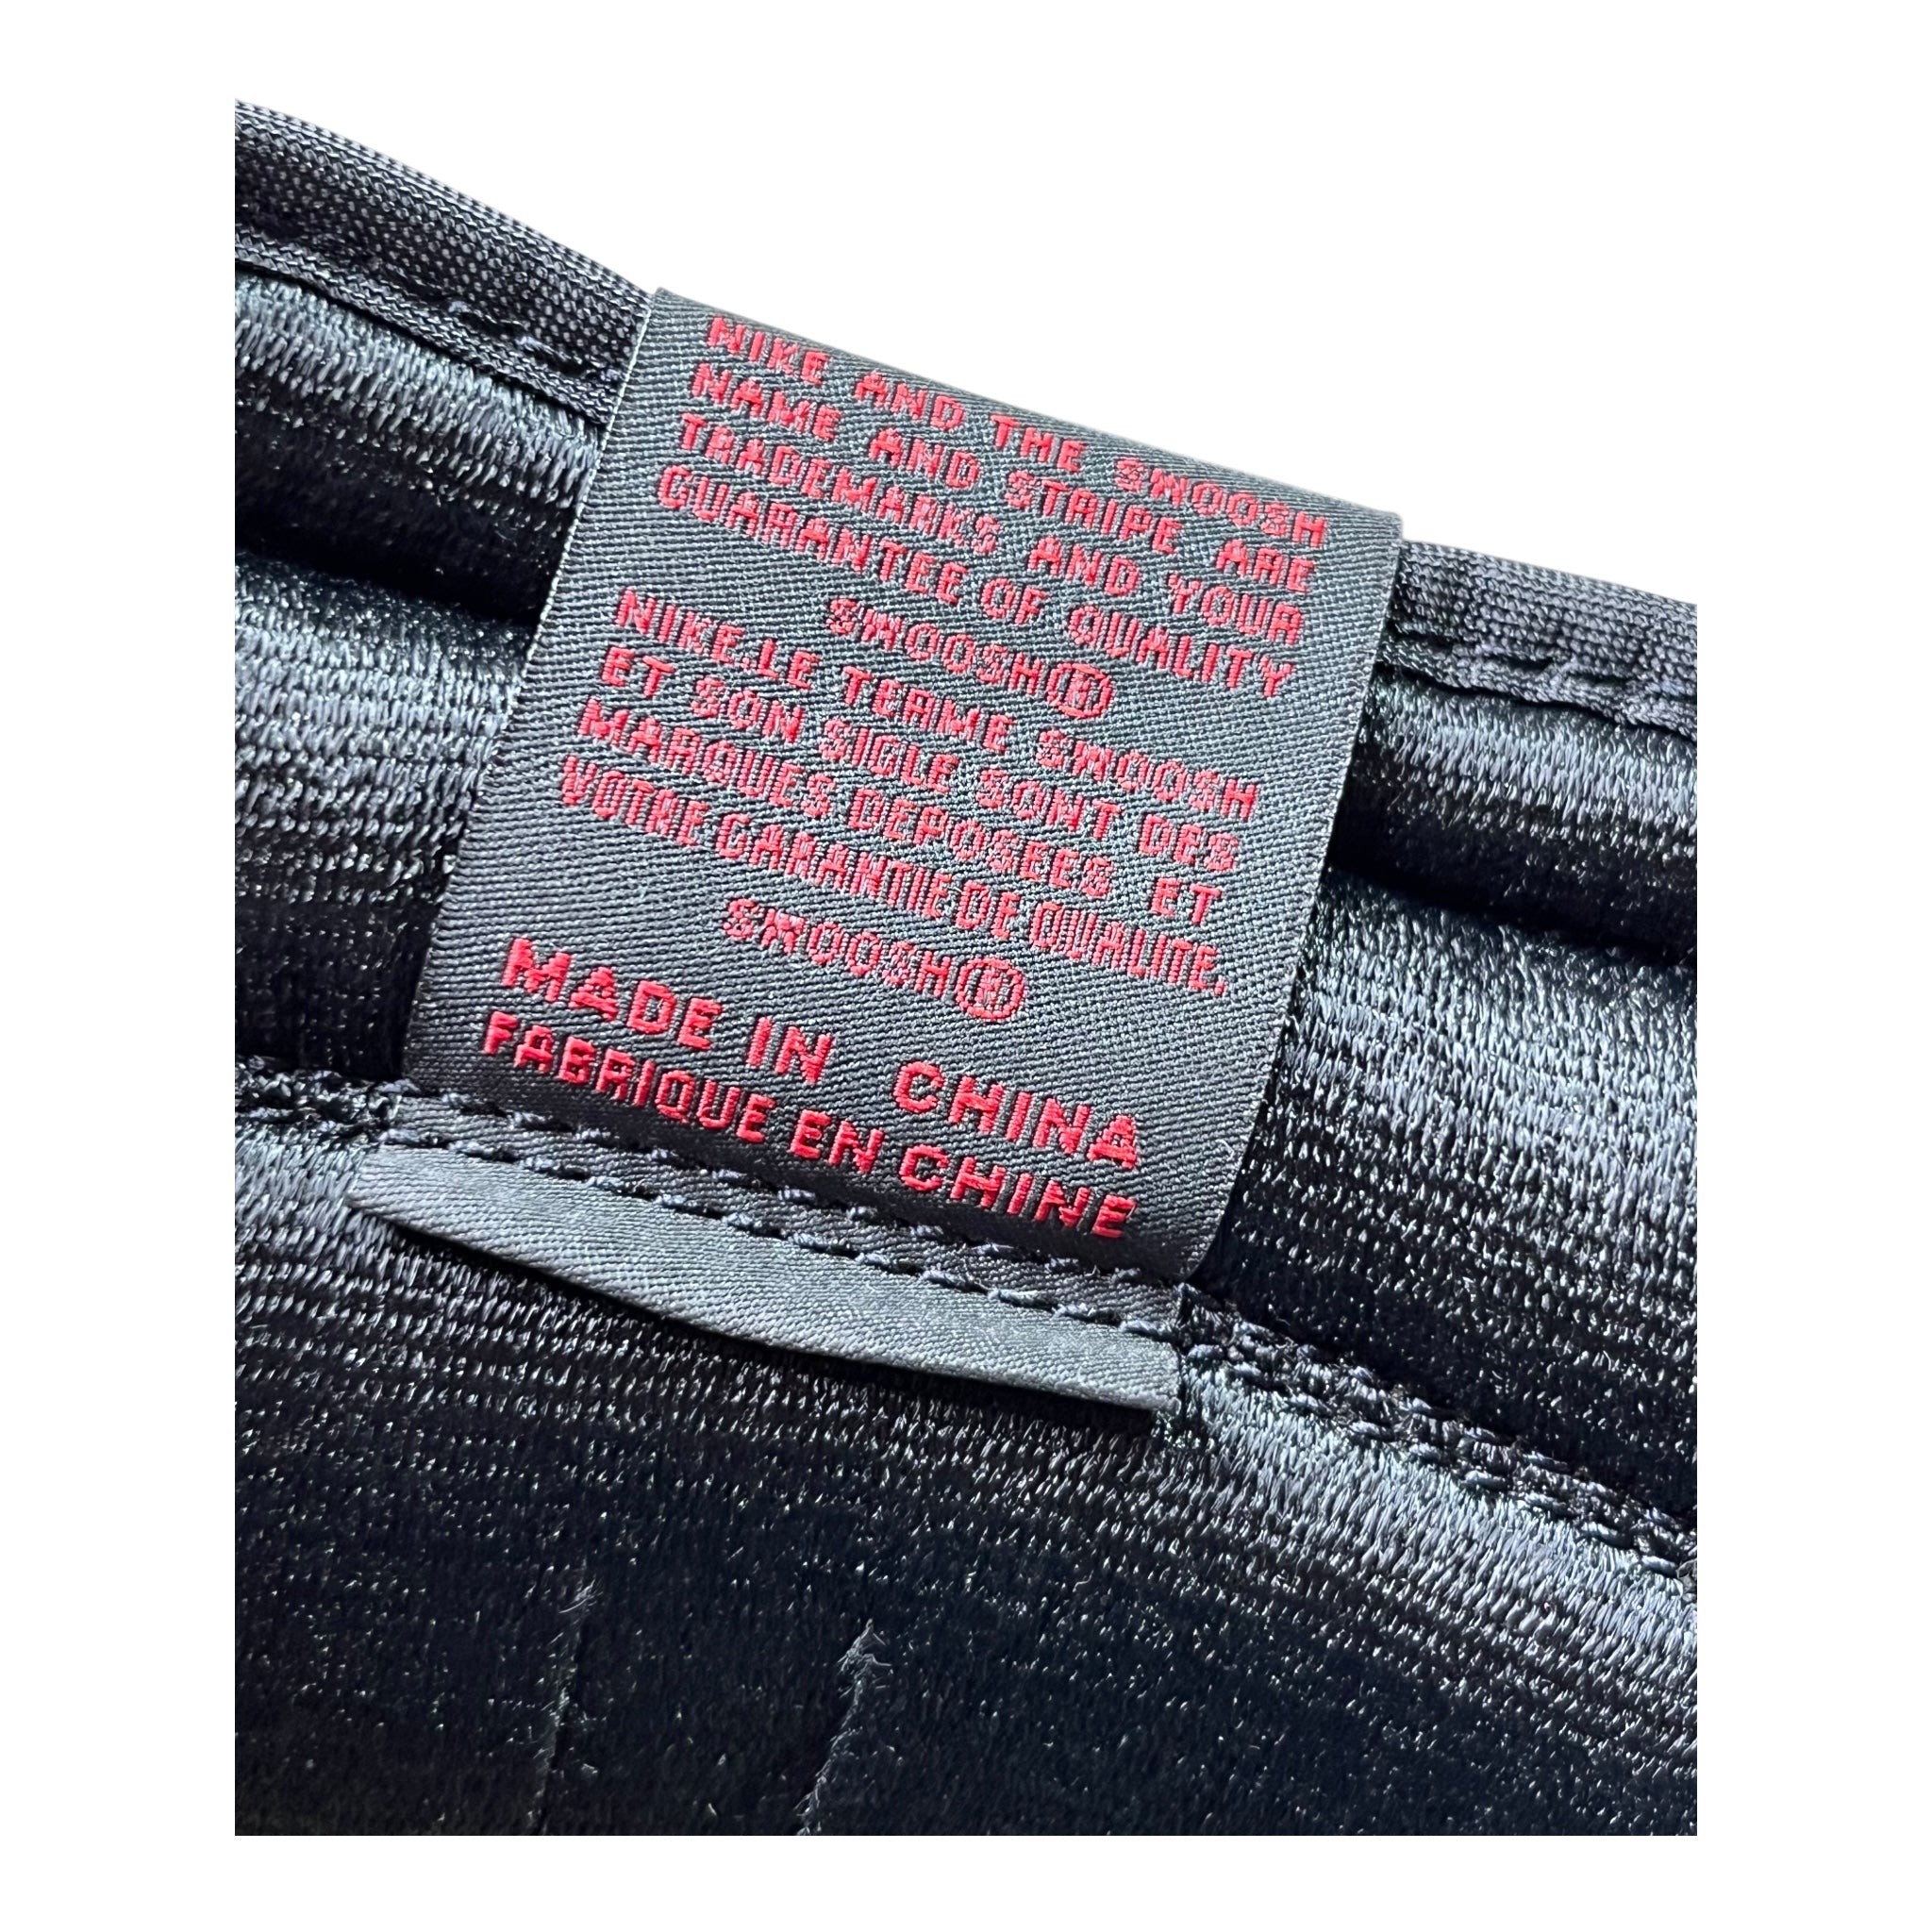 NIKE AND THE SWOOSH
NAME AND STRIPE ARE
TRADEMARKS AND YOUR
GUARANTEE OF QUALITY
SWOOSH®
NIKE.LE TERME SWOOSH
ET SON SIGLE SONT DES
MARQUES DEPOSEES ET
VOTRE GARANTIE DE QUALITE.
SWOOSH®
MADE IN CHINA
FABRIQUE EN CHINE